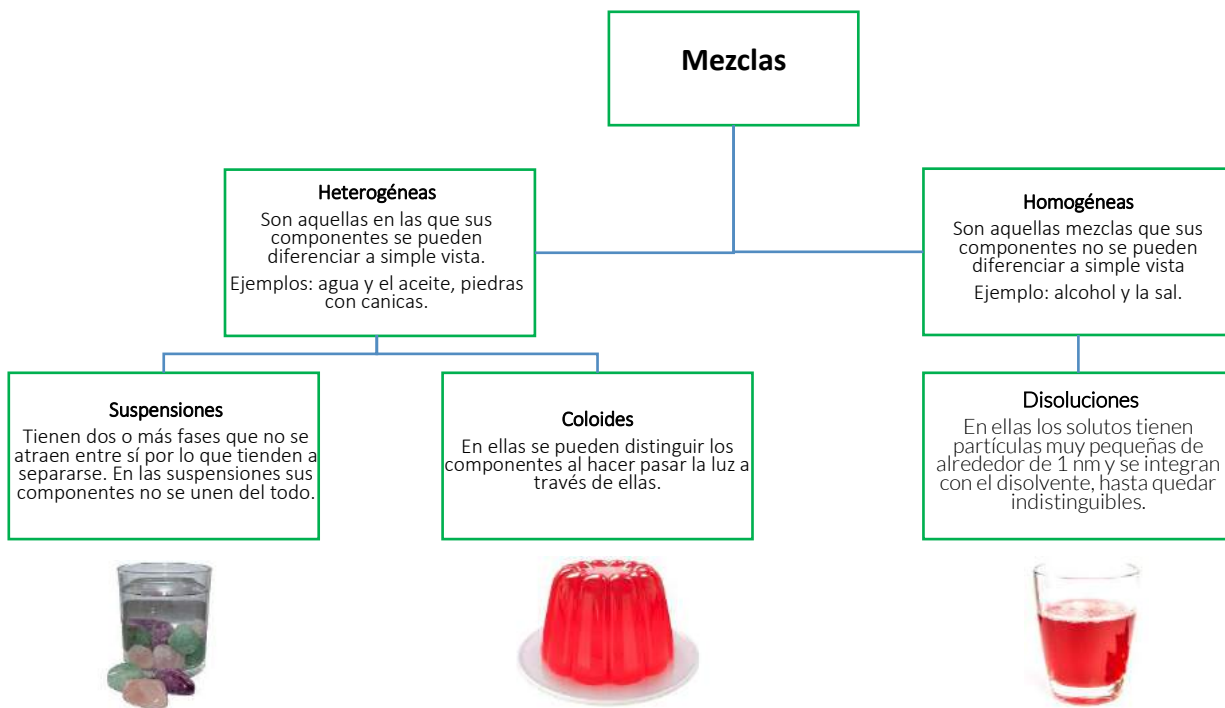 Mezclas
Heterogéneas
Son aquellas en las que sus
componentes se pueden
diferenciar a simple vista.
Ejemplos: agua y el aceite, piedras
con canicas.
Homogéneas
Son aquellas mezclas que sus
componentes no se pueden
diferenciar a simple vista
Ejemplo: alcohol y la sal.
Suspensiones
Tienen dos o más fases que no se
atraen entre sí por lo que tienden a
separarse. En las suspensiones sus
componentes no se unen del todo.
Coloides
En ellas se pueden distinguir los
componentes al hacer pasar la luz a
través de ellas.
Disoluciones
En ellas los solutos tienen
partículas muy pequeñas de
alrededor de 1 nm y se integran
con el disolvente, hasta quedar
indistinguibles.